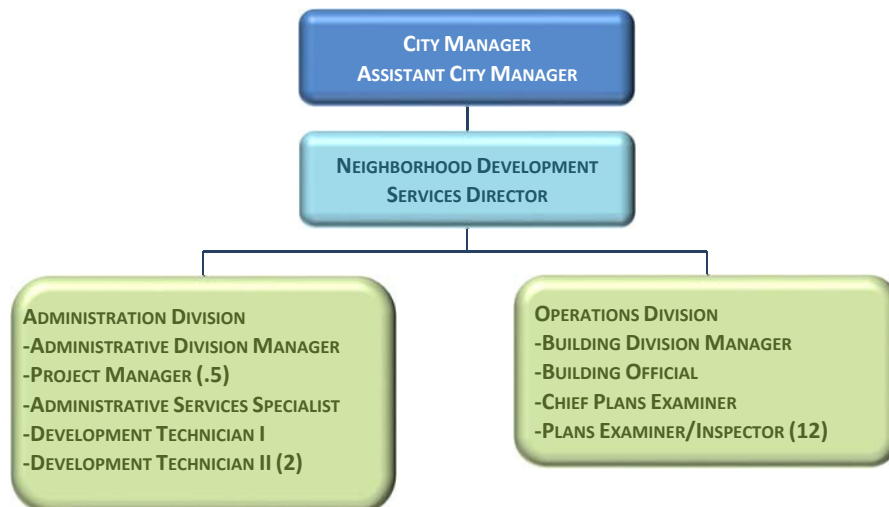 CITY MANAGER
ASSISTANT CITY MANAGER
NEIGHBORHOOD DEVELOPMENT
SERVICES DIRECTOR
ADMINISTRATION DIVISION
-ADMINISTRATIVE DIVISION MANAGER
-PROJECT MANAGER (.5)
-ADMINISTRATIVE SERVICES SPECIALIST
-DEVELOPMENT TECHNICIAN I
-DEVELOPMENT TECHNICIAN II (2)
OPERATIONS DIVISION
-BUILDING DIVISION MANAGER
-BUILDING OFFICIAL
-CHIEF PLANS EXAMINER
-PLANS EXAMINER/INSPECTOR (12)